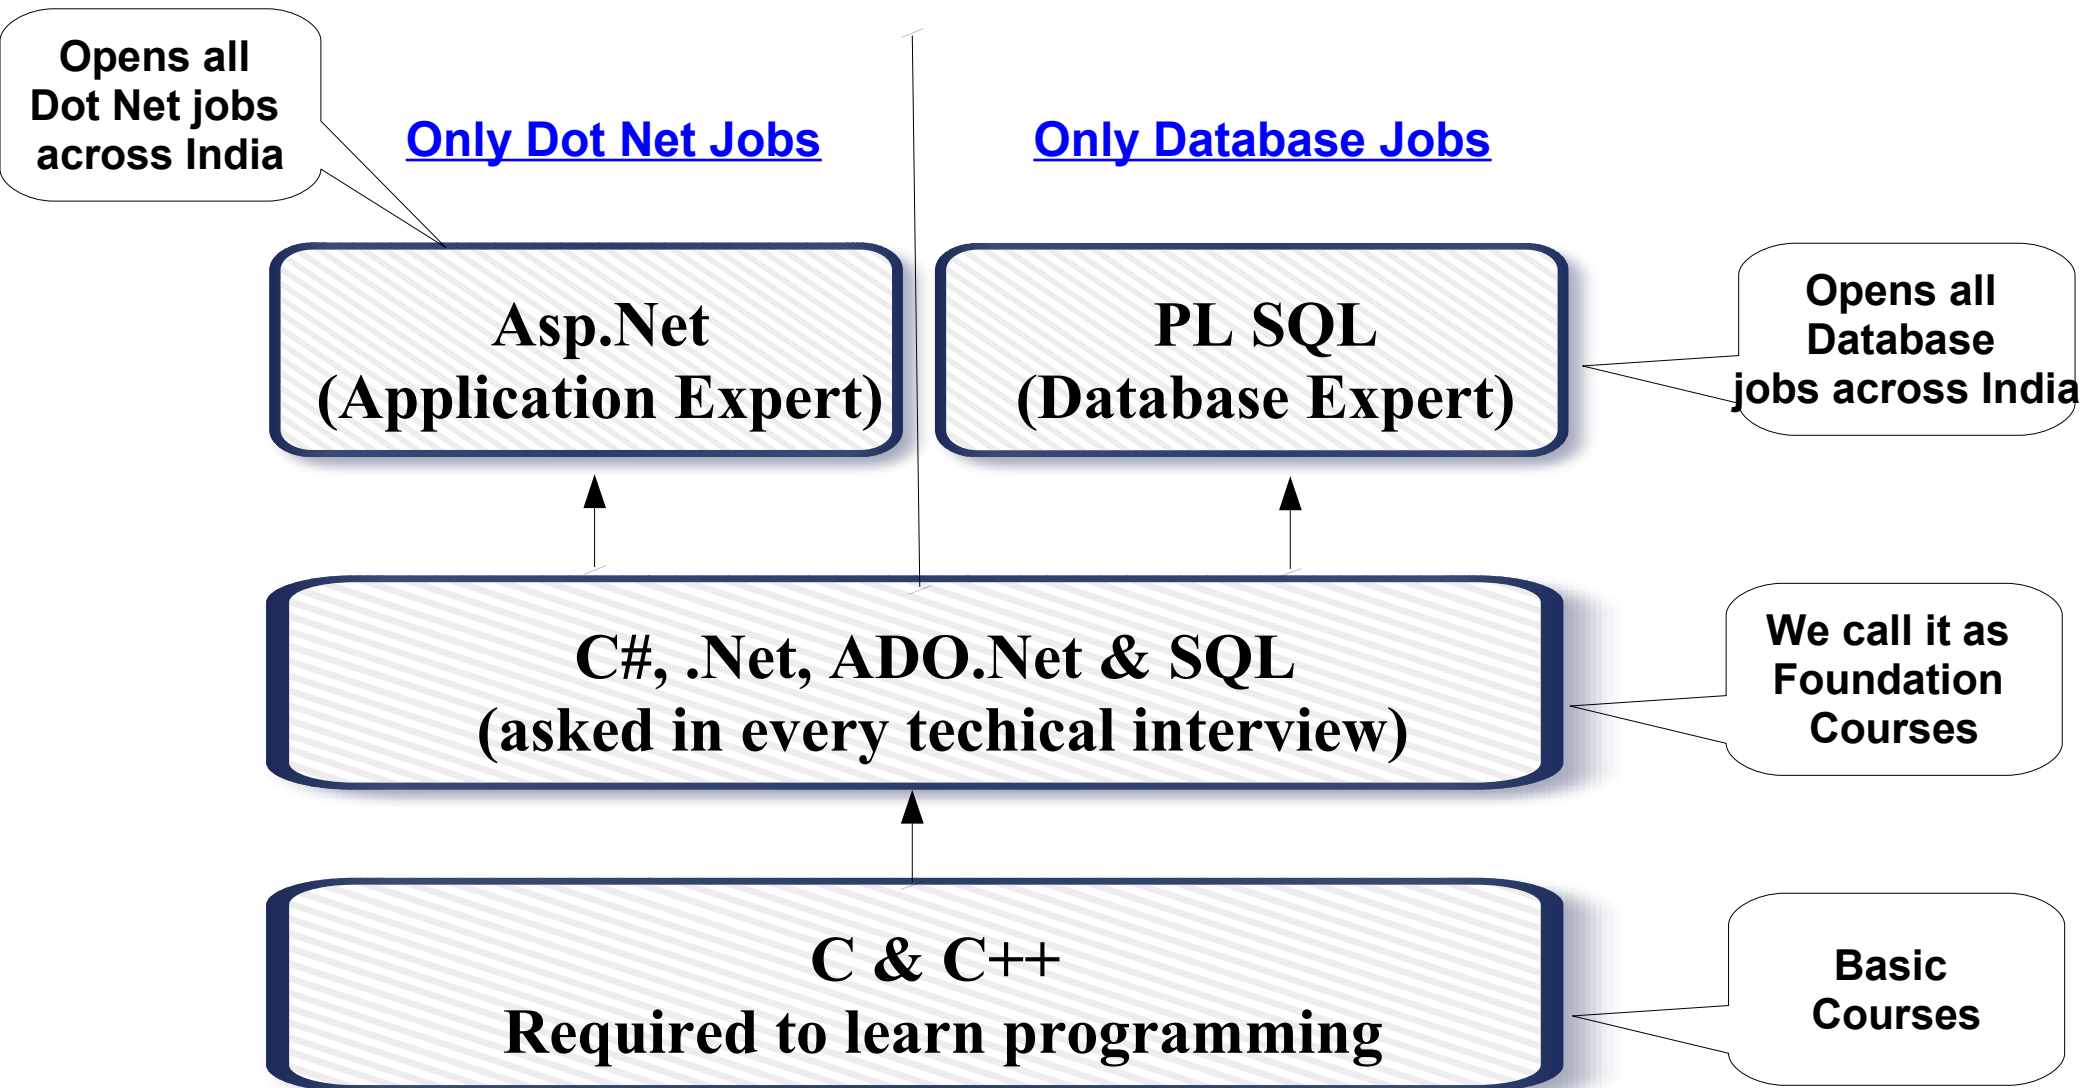 Opens all
Dot Net jobs
across India
Only Dot Net Jobs
Only Database Jobs
Asp.Net
(Application Expert)
PL SQL
(Database Expert)
Opens all
Database
jobs across India
C#, .Net, ADO.Net & SQL
(asked in every techical interview)
We call it as
Foundation
Courses
C & C++
Required to learn programming
Basic
Courses